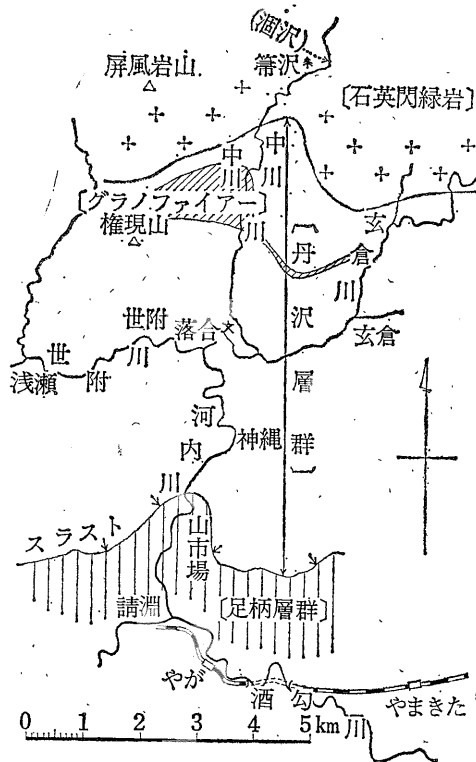 (涸沢)
箒沢
屏風岩山
〔石英閃緑岩〕
中川
中川川
〔グラノファイアー〕
権現山
玄倉川
〔丹沢層群〕
世附川
落合
玄倉
浅瀬
世附
河内川
神縄
スラスト
山市場
〔足柄層群〕
請淵
やが
酒匂川
やまきた
0 1 2 3 4 5 km